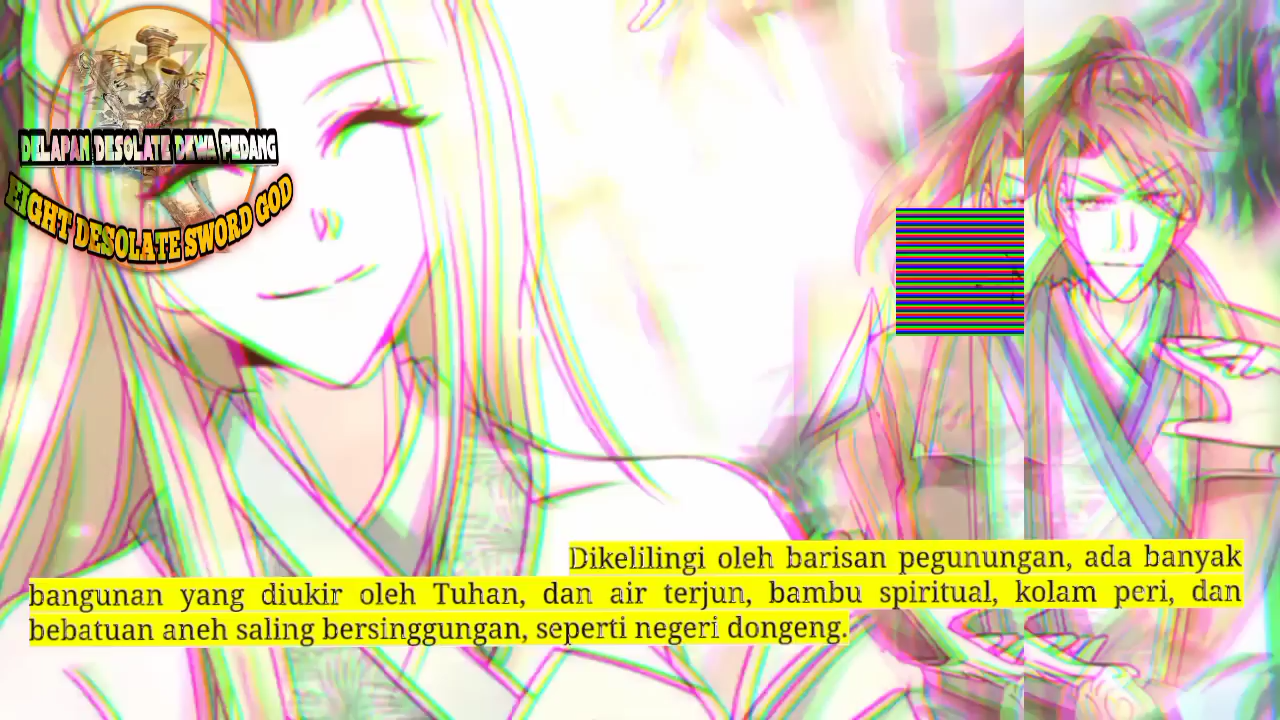 DELAPAN DESOLATE DEWA PEDANG
EIGHT DESOLATE SWORD GOD
Dikelilingi oleh barisan pegunungan, ada banyak
bangunan yang diukir oleh Tuhan, dan air terjun, bambu spiritual, kolam peri, dan
bebatuan aneh saling bersinggungan, seperti negeri dongeng.